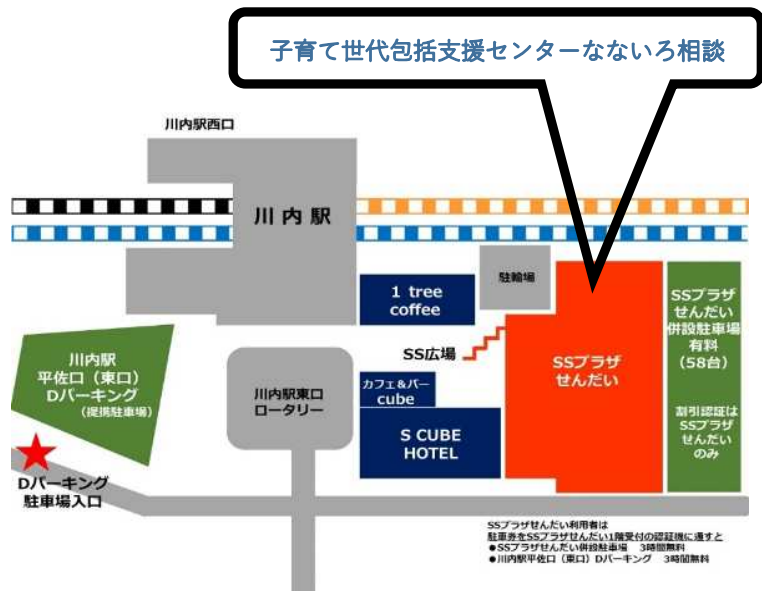 子育て世代包括支援センターなないろ相談
川内駅西口
川内駅
1 tree
coffee
駐輪場
SSプラザ
せんだい
併設駐車場
有料
(58台)
割引認証は
SSプラザ
せんだい
のみ
SS広場
SSプラザ
せんだい
川内駅
平佐口（東口）
Dパーキング
（提携駐車場）
川内駅東口
ロータリー
カフェ&バー
cube
S CUBE
HOTEL
Dパーキング
駐車場入口
SSプラザせんだい利用者は
駐車券をSSプラザせんだい1階受付の認証機に通すと
●SSプラザせんだい併設駐車場　3時間無料
●川内駅平佐口（東口）Dパーキング　3時間無料